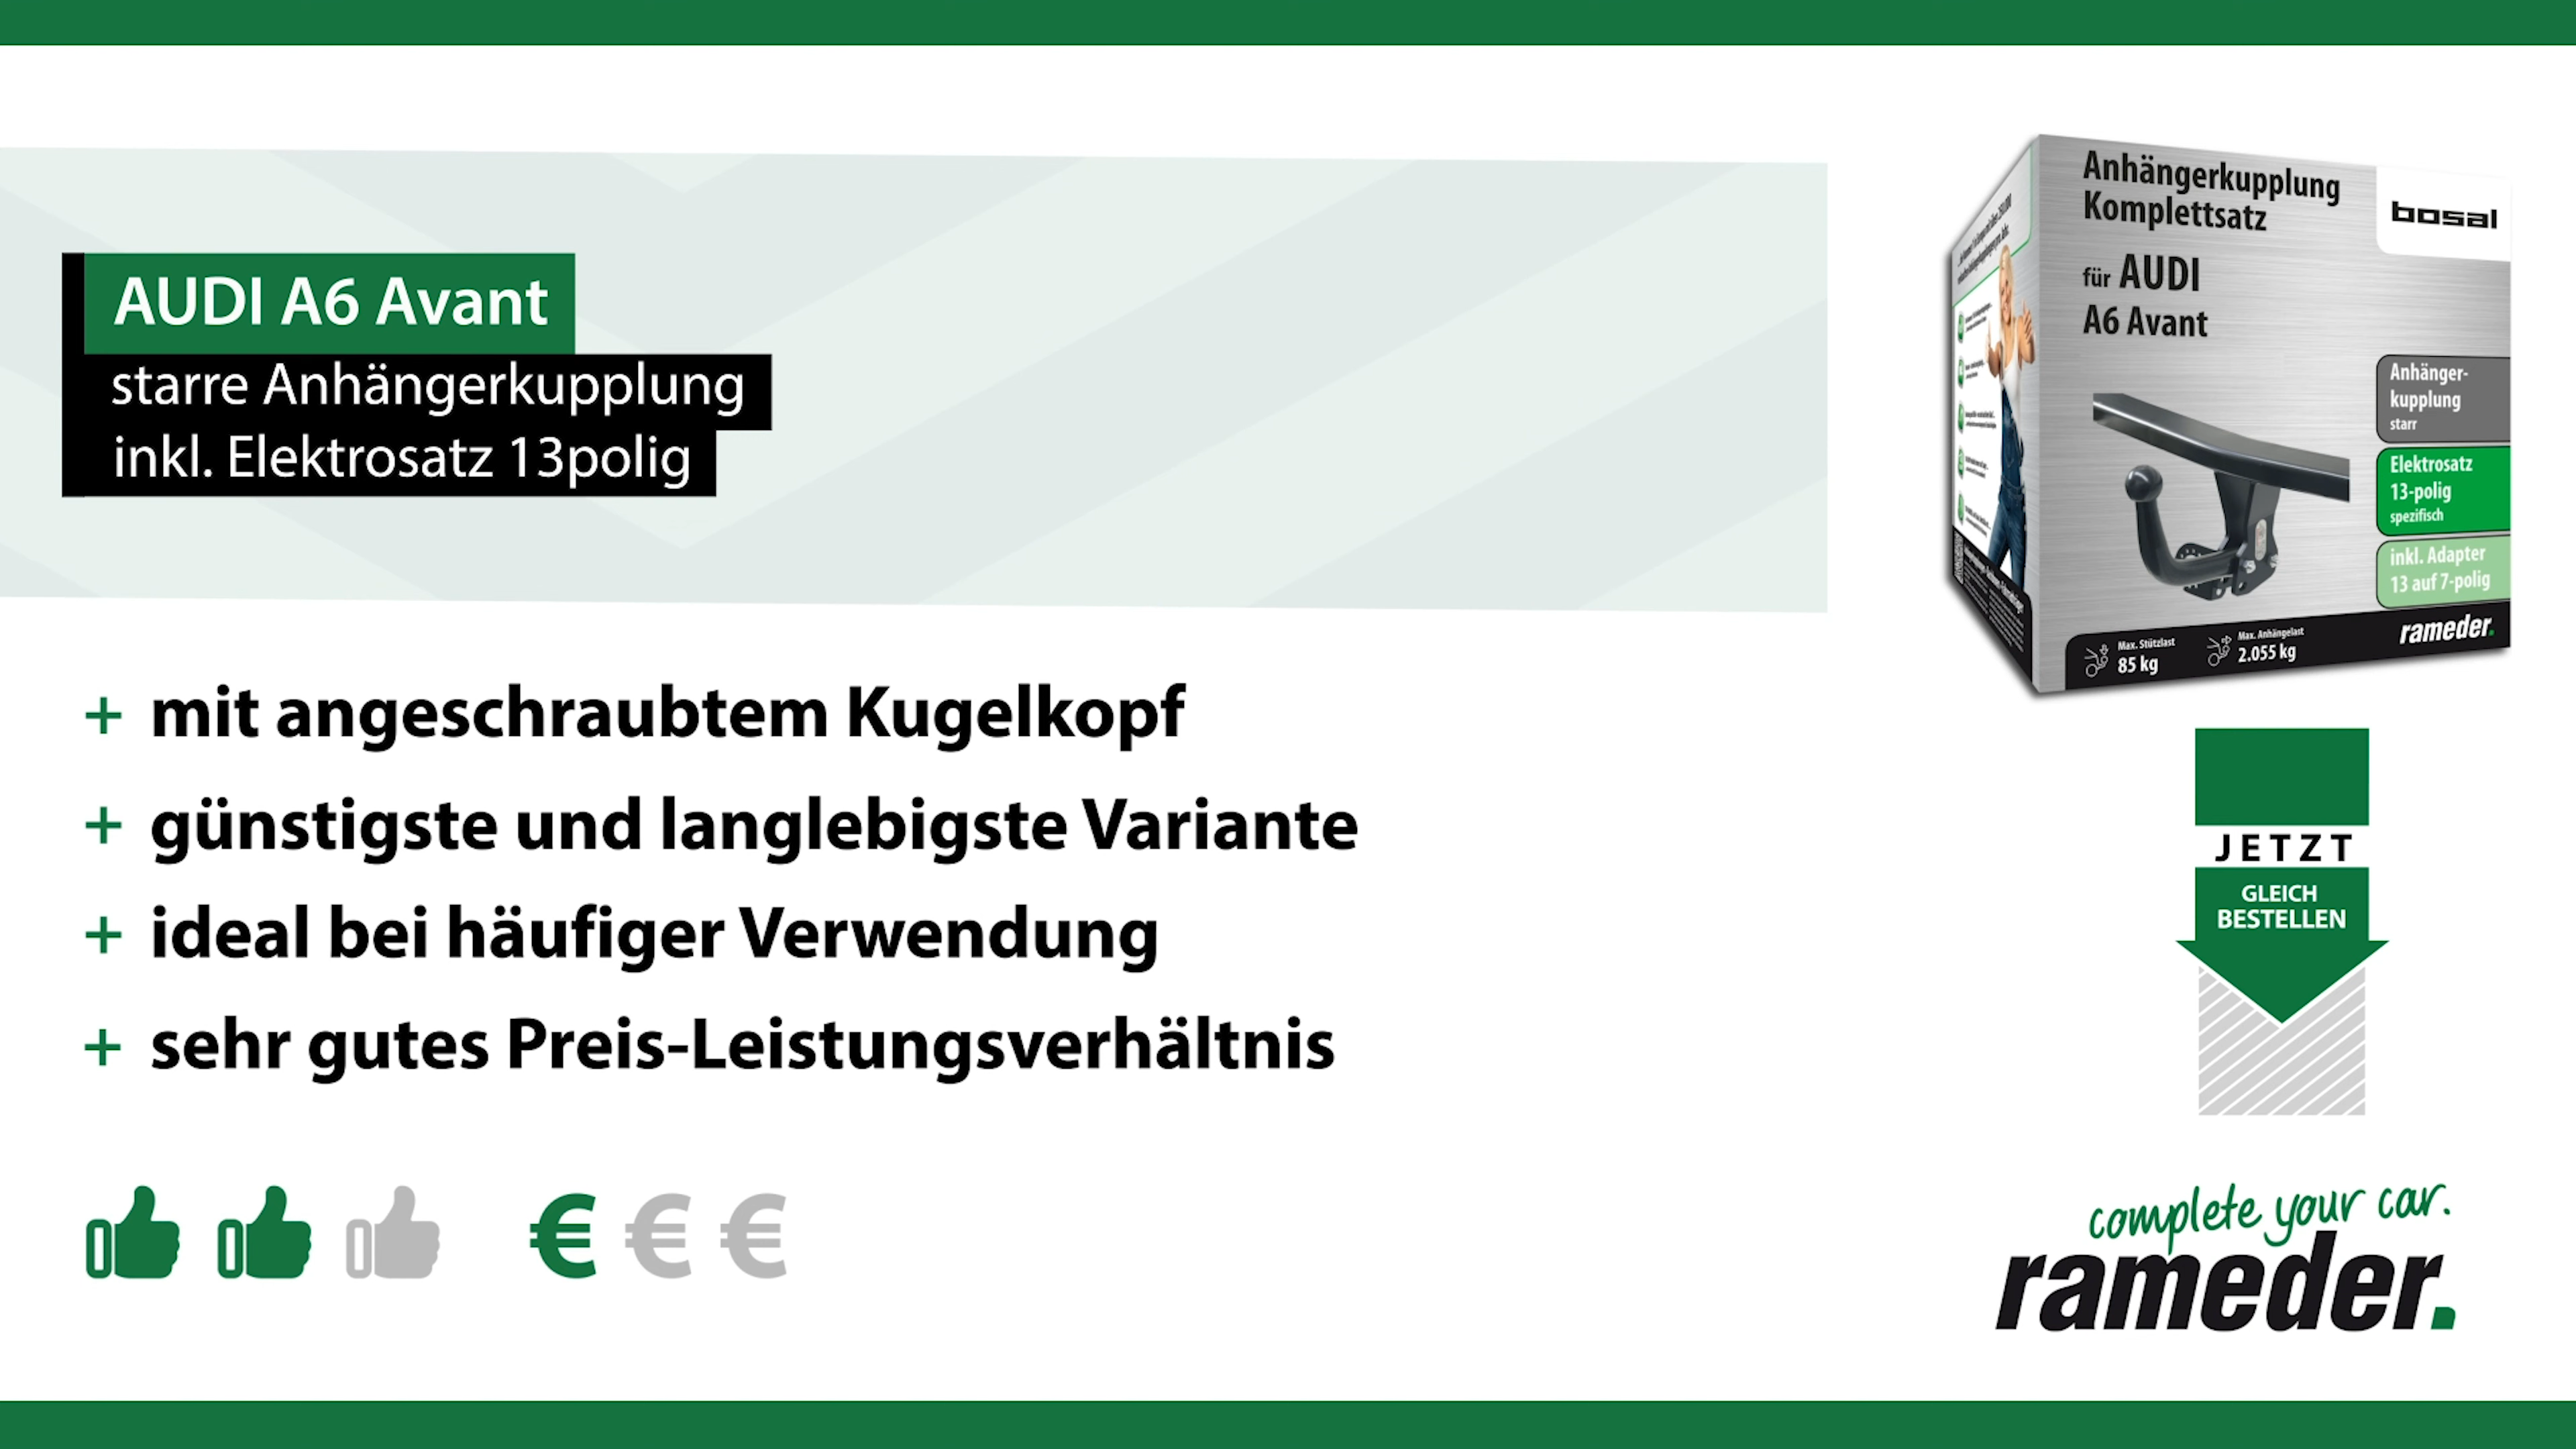 AUDI A6 Avant
starre Anhängerkupplung
inkl. Elektrosatz 13polig
+ mit angeschraubtem Kugelkopf
+ günstigste und langlebigste Variante
+ ideal bei häufiger Verwendung
+ sehr gutes Preis-Leistungsverhältnis
€ € €
Anhängerkupplung
Komplettsatz
bosal
für AUDI
A6 Avant
Anhänger-
kupplung
starr
Elektrosatz
13-polig
spezifisch
inkl. Adapter
13 auf 7-polig
Max. Stützlast
85 kg
Max. Anhängelast
2.055 kg
rameder.
JETZT
GLEICH
BESTELLEN
complete your car.
rameder.